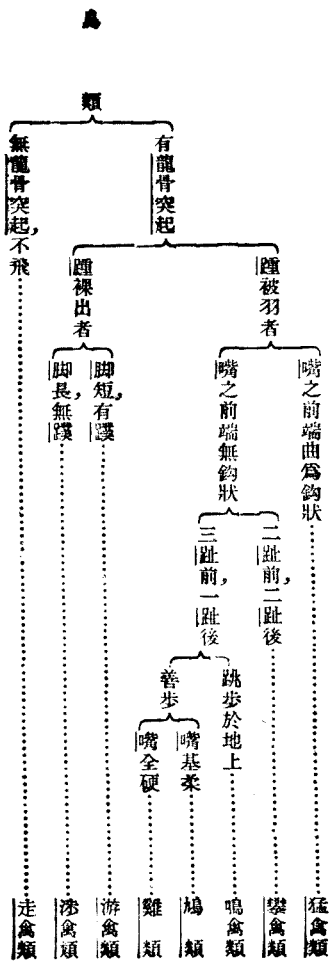 鳥類
有龍骨突起
無龍骨突起,不飛
踵被羽者
踵裸出者
嘴之前端曲爲鈎狀
嘴之前端無鈎狀
脚短,有蹼
脚長,無蹼
二趾前,二趾後
三趾前,一趾後
跳步於地上
善步
嘴基柔
嘴全硬
猛禽類
攀禽類
鳴禽類
鳩類
雞類
游禽類
涉禽類
走禽類